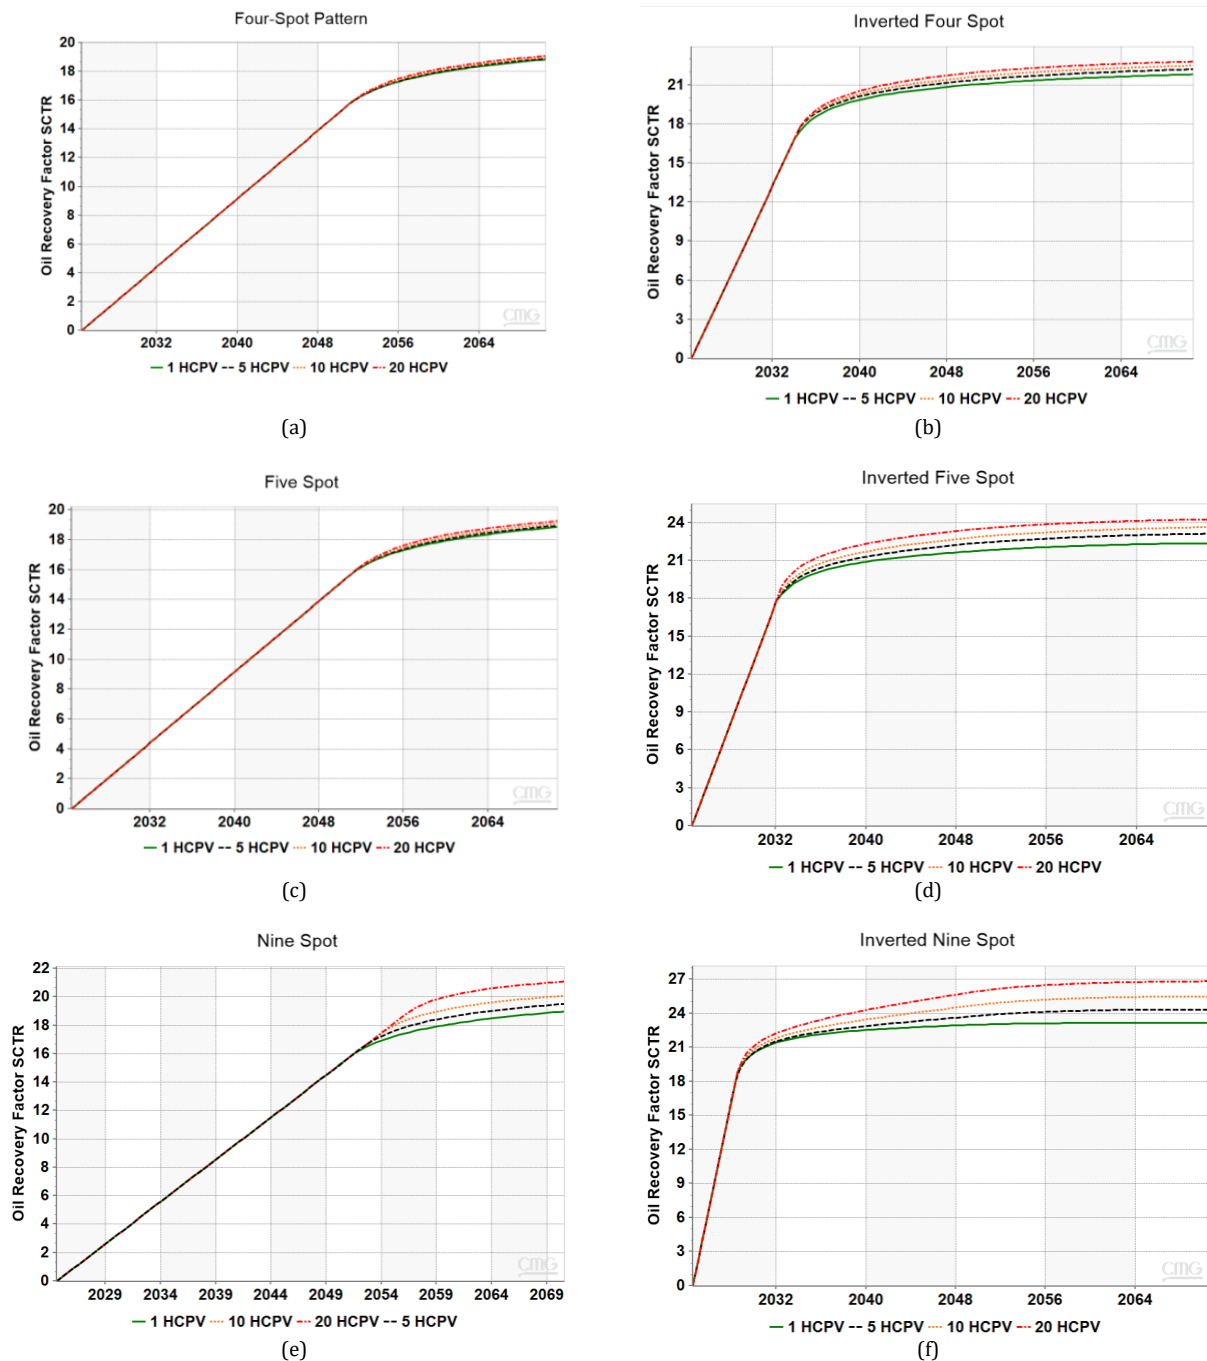 Four-Spot Pattern
Oil Recovery Factor SCTR
20
18
16
14
12
10
8
6
4
2
0
2032 2040 2048 2056 2064
CMG
1 HCPV 5 HCPV 10 HCPV 20 HCPV
(a)
Inverted Four Spot
Oil Recovery Factor SCTR
21
18
15
12
9
6
3
0
2032 2040 2048 2056 2064
CMG
1 HCPV 5 HCPV 10 HCPV 20 HCPV
(b)
Five Spot
Oil Recovery Factor SCTR
20
18
16
14
12
10
8
6
4
2
0
2032 2040 2048 2056 2064
CMG
1 HCPV 5 HCPV 10 HCPV 20 HCPV
(c)
Inverted Five Spot
Oil Recovery Factor SCTR
24
21
18
15
12
9
6
3
0
2032 2040 2048 2056 2064
CMG
1 HCPV 5 HCPV 10 HCPV 20 HCPV
(d)
Nine Spot
Oil Recovery Factor SCTR
22
20
18
16
14
12
10
8
6
4
2
0
2029 2034 2039 2044 2049 2054 2059 2064 2069
CMG
1 HCPV 10 HCPV 20 HCPV 5 HCPV
(e)
Inverted Nine Spot
Oil Recovery Factor SCTR
27
24
21
18
15
12
9
6
3
0
2032 2040 2048 2056 2064
CMG
1 HCPV 5 HCPV 10 HCPV 20 HCPV
(f)